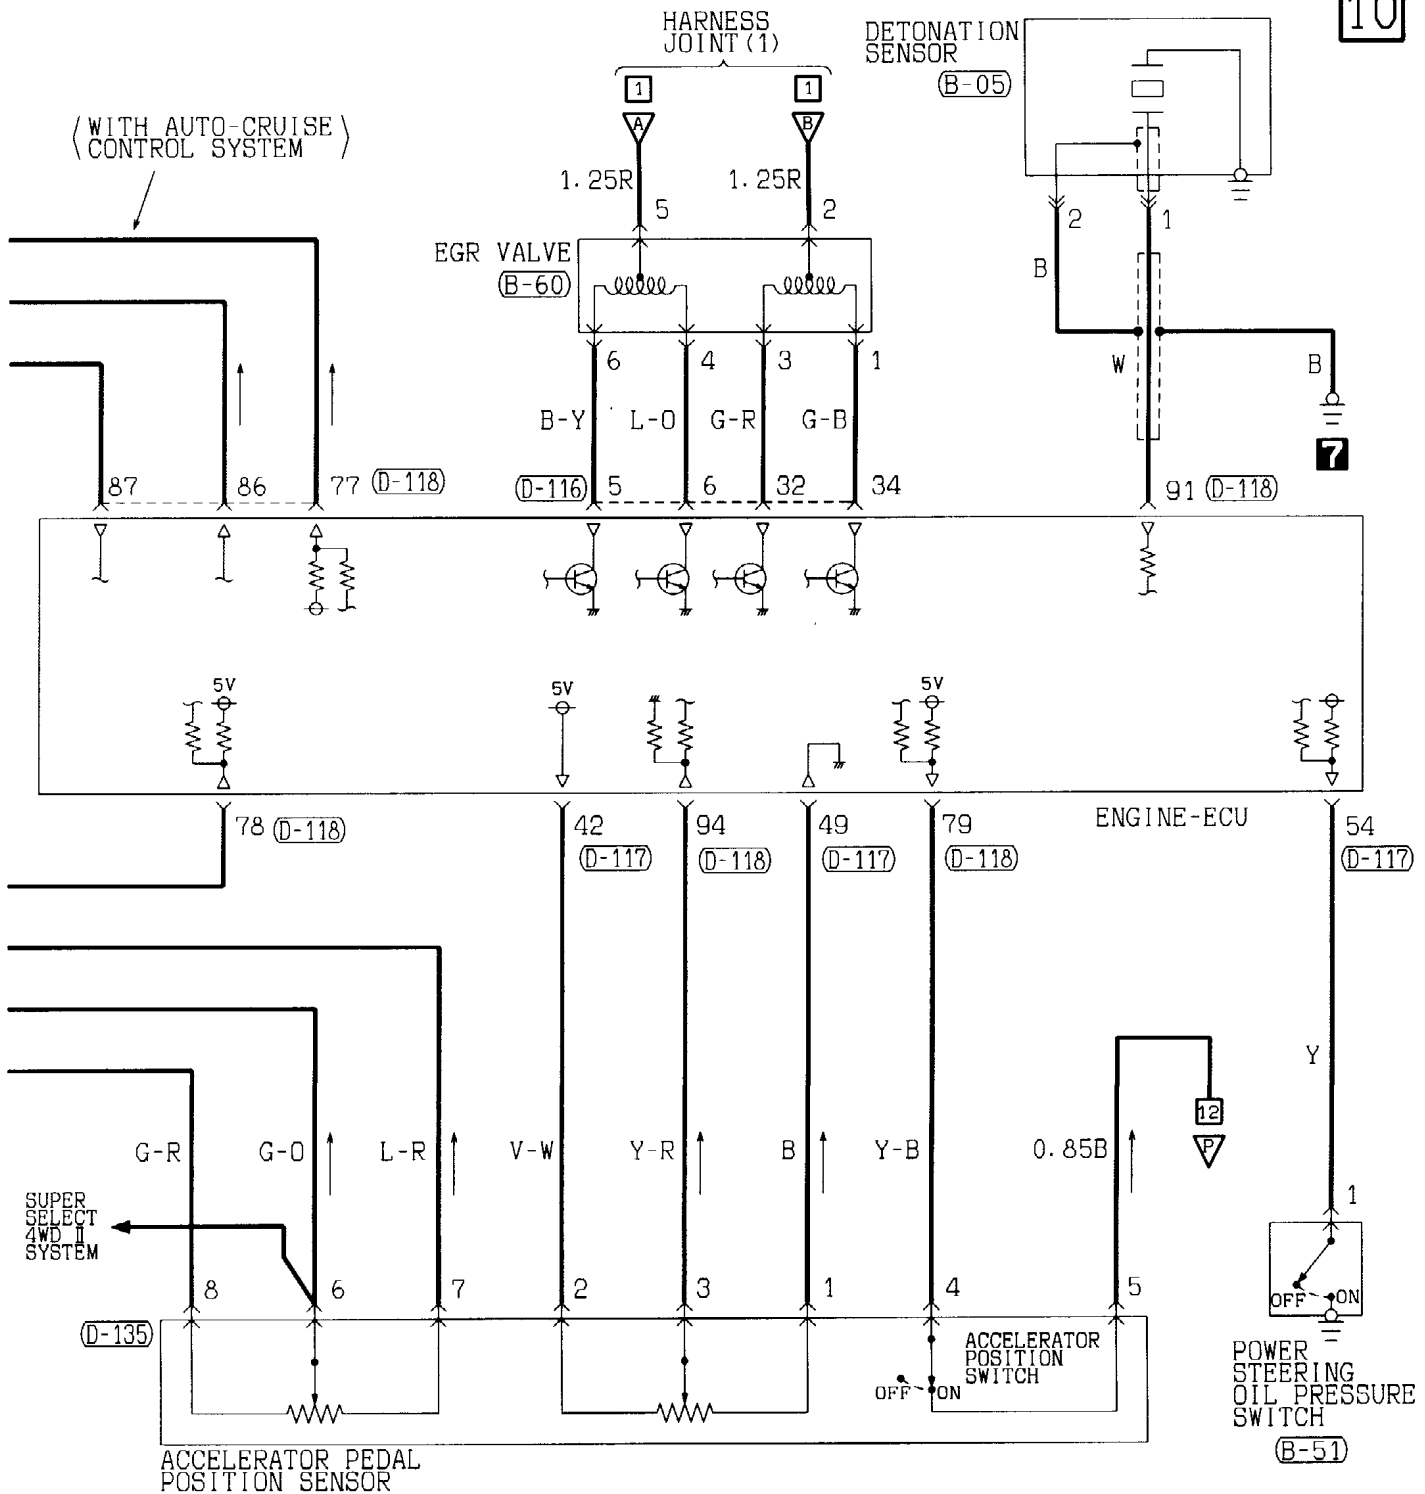 10
HARNESS
JOINT(1)
DETONATION
SENSOR
(B-05)
1
1
A
B
(WITH AUTO-CRUISE
CONTROL SYSTEM)
1.25R
1.25R
5
2
2
1
EGR VALVE
(B-60)
B
6
4
3
1
W
B
B-Y
L-O
G-R
G-B
7
87
86
77
(D-118)
(D-116)
5
6
32
34
91
(D-118)
5V
5V
5V
ENGINE-ECU
78
(D-118)
42
(D-117)
94
(D-118)
49
(D-117)
79
(D-118)
54
(D-117)
Y
12
P
G-R
G-O
L-R
V-W
Y-R
B
Y-B
0.85B
SUPER
SELECT
4WD II
SYSTEM
1
8
6
7
2
3
1
4
5
OFF
ON
(D-135)
ACCELERATOR
POSITION
SWITCH
OFF
ON
POWER
STEERING
OIL PRESSURE
SWITCH
(B-51)
ACCELERATOR PEDAL
POSITION SENSOR